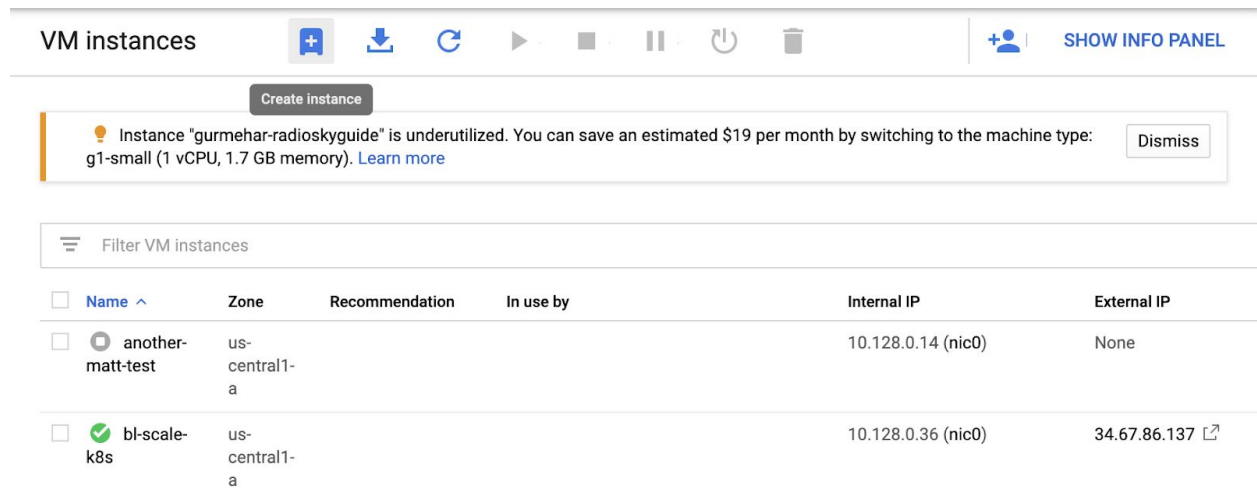 VM instances
SHOW INFO PANEL
Create instance
Instance "gurmehar-radioskyguide" is underutilized. You can save an estimated $19 per month by switching to the machine type:
g1-small (1 vCPU, 1.7 GB memory). Learn more
Dismiss
Filter VM instances
Name Zone Recommendation In use by Internal IP External IP
another- us- 10.128.0.14 (nic0) None
matt-test central1-
a
bl-scale- us- 10.128.0.36 (nic0) 34.67.86.137
k8s central1-
a